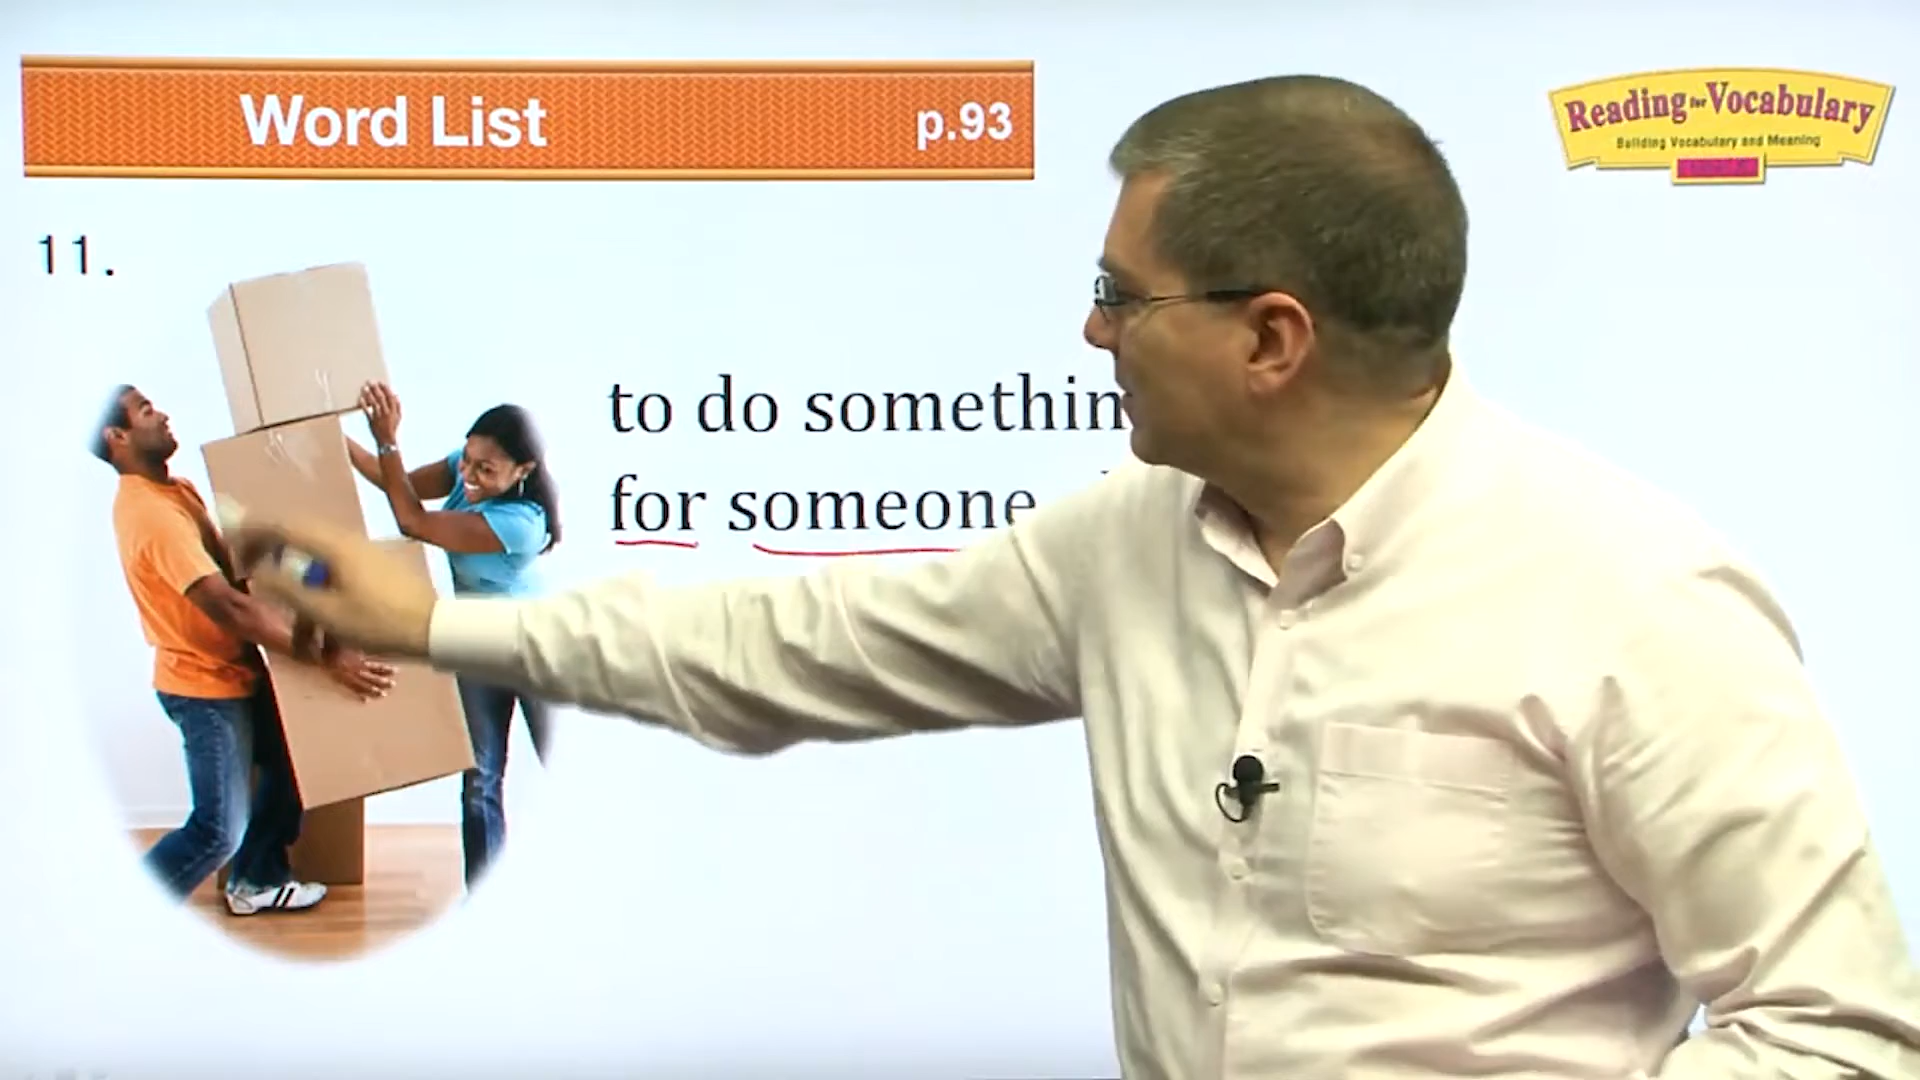 Word List p.93
Reading for Vocabulary
Building Vocabulary and Meaning
11.
to do somethin
for someone